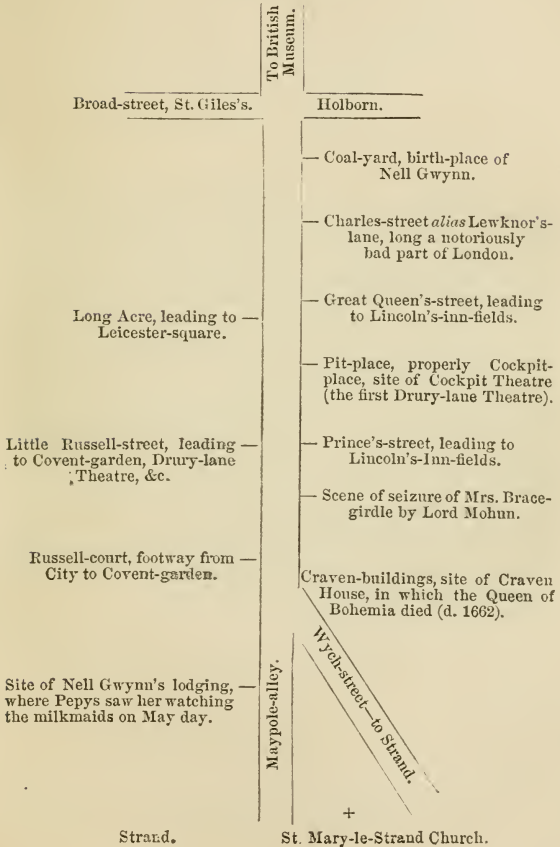 To British
Museum.
Broad-street, St. Giles's.
Holborn.
Coal-yard, birth-place of
Nell Gwynn.
Charles-street alias Lewknor's-
lane, long a notoriously
bad part of London.
Long Acre, leading to
Leicester-square.
Great Queen's-street, leading
to Lincoln's-inn-fields.
Pit-place, properly Cockpit-
place, site of Cockpit Theatre
(the first Drury-lane Theatre).
Little Russell-street, leading
to Covent-garden, Drury-lane
Theatre, &c.
Prince's-street, leading to
Lincoln's-Inn-fields.
Scene of seizure of Mrs. Brace-
girdle by Lord Mohun.
Russell-court, footway from
City to Covent-garden.
Craven-buildings, site of Craven
House, in which the Queen of
Bohemia died (d. 1662).
Site of Nell Gwynn's lodging,
where Pepys saw her watching
the milkmaids on May day.
Maypole-alley.
Wych-street—to Strand.
Strand.
St. Mary-le-Strand Church.